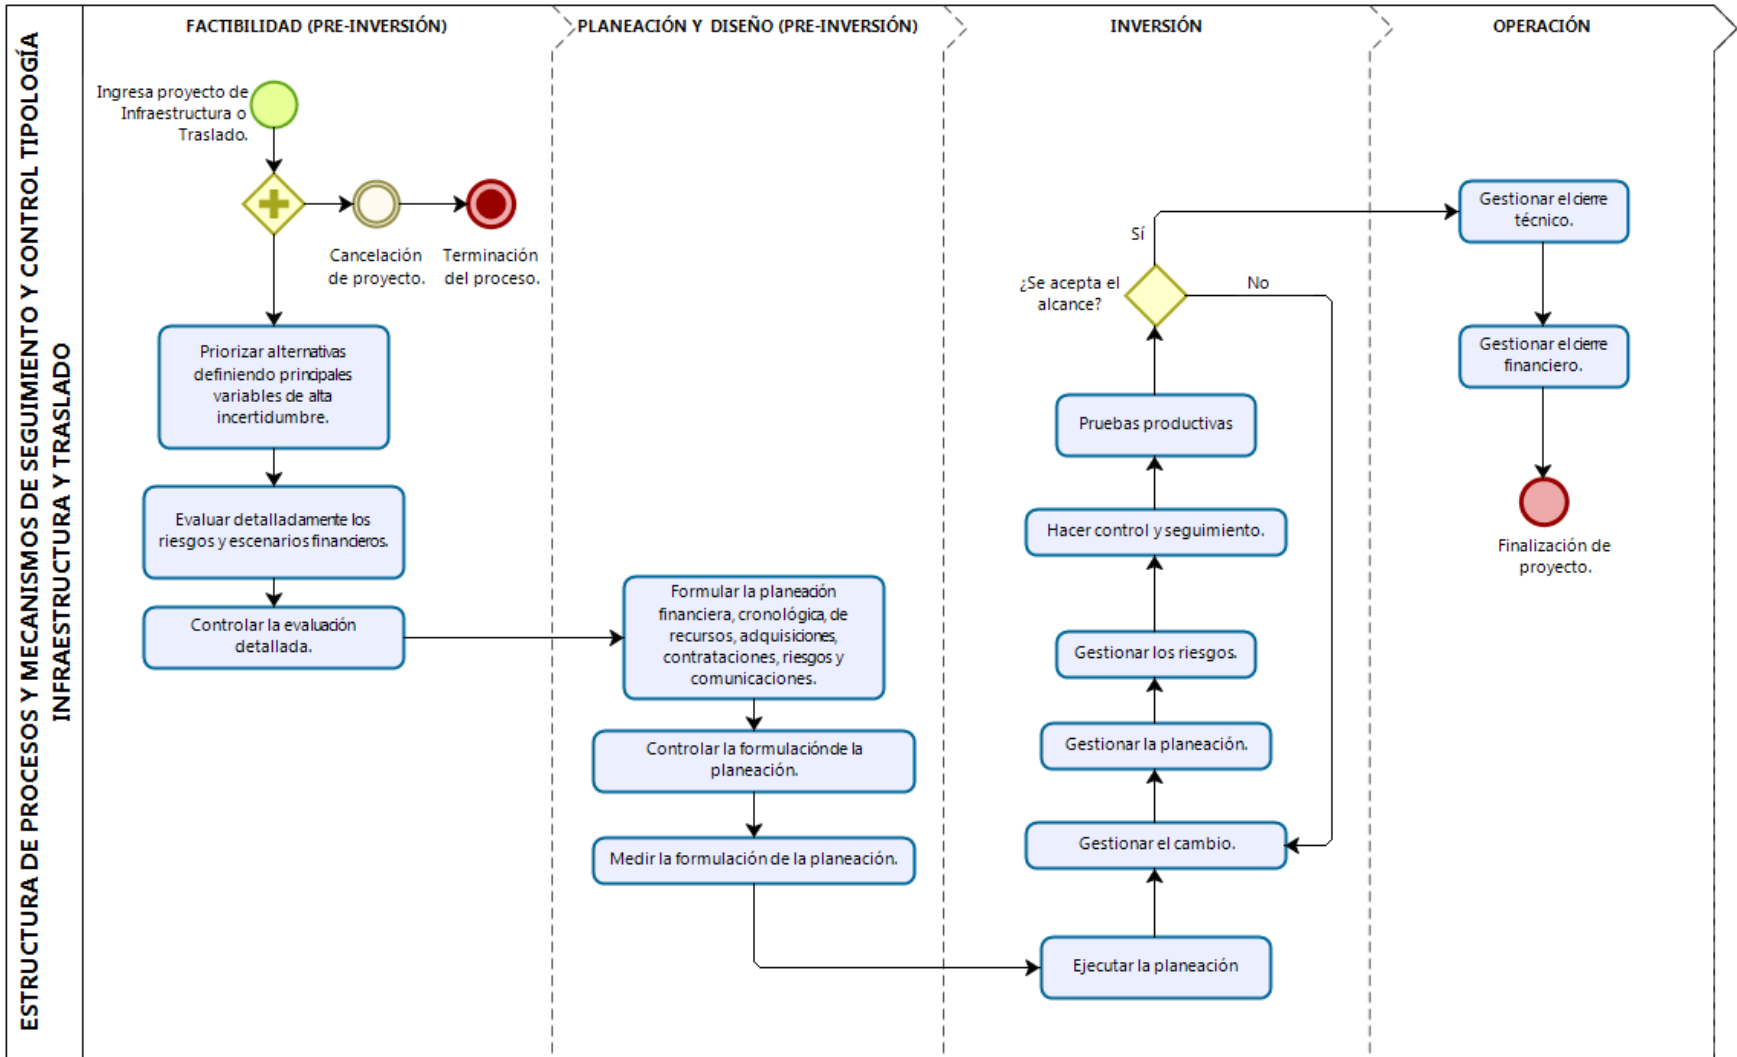 ESTRUCTURA DE PROCESOS Y MECANISMOS DE SEGUIMIENTO Y CONTROL TIPOLOGÍA
INFRAESTRUCTURA Y TRASLADO
FACTIBILIDAD (PRE-INVERSIÓN)
PLANEACIÓN Y DISEÑO (PRE-INVERSIÓN)
INVERSIÓN
OPERACIÓN
Ingresa proyecto de
Infraestructura o
Traslado.
Cancelación
de proyecto.
Terminación
del proceso.
Priorizar alternativas
definiendo principales
variables de alta
incertidumbre.
Evaluar detalladamente los
riesgos y escenarios financieros.
Controlar la evaluación
detallada.
Formular la planeación
financiera, cronológica, de
recursos, adquisiciones,
contrataciones, riesgos y
comunicaciones.
Controlar la formulación de la
planeación.
Medir la formulación de la planeación.
Sí
¿Se acepta el
alcance?
No
Pruebas productivas
Hacer control y seguimiento.
Gestionar los riesgos.
Gestionar la planeación.
Gestionar el cambio.
Ejecutar la planeación
Gestionar el cierre
técnico.
Gestionar el cierre
financiero.
Finalización de
proyecto.